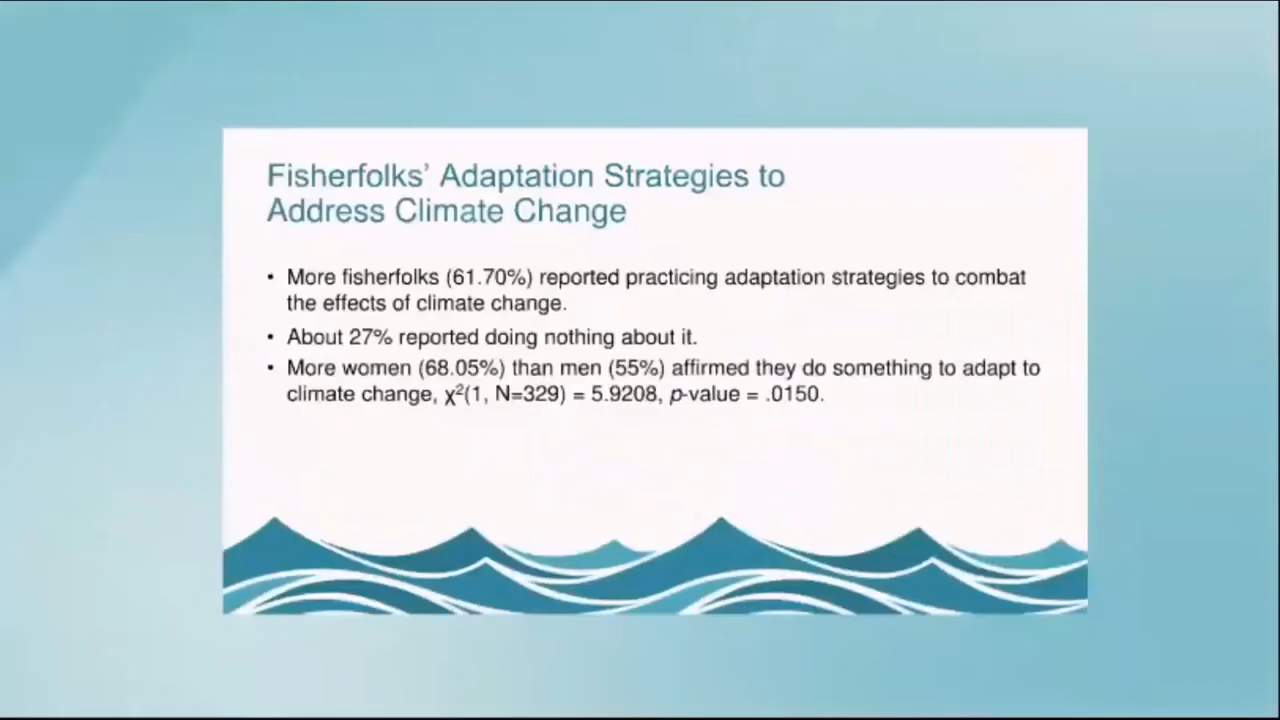 Fisherfolks' Adaptation Strategies to
Address Climate Change
• More fisherfolks (61.70%) reported practicing adaptation strategies to combat
the effects of climate change.
• About 27% reported doing nothing about it.
• More women (68.05%) than men (55%) affirmed they do something to adapt to
climate change, χ²(1, N=329) = 5.9208, p-value = .0150.